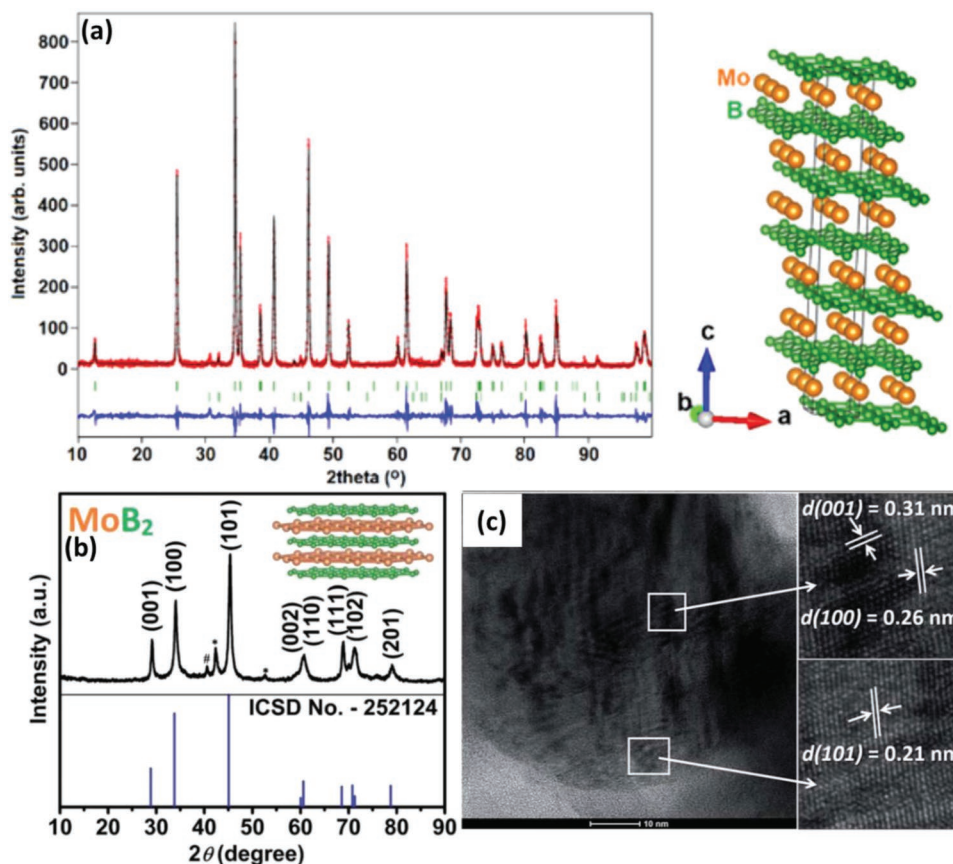 (a)
800
700
600
500
400
300
200
100
0
Intensity (arb. units)
10 20 30 40 50 60 70 80 90
2theta (°)
Mo
B
c
b
a
MoB2
(b)
(001)
(100)
#
*
(101)
*
(002)
(110)
(111)
(102)
(201)
Intensity (a.u.)
ICSD No. - 252124
10 20 30 40 50 60 70 80 90
2θ (degree)
(c)
10 nm
d(001) = 0.31 nm
d(100) = 0.26 nm
d(101) = 0.21 nm